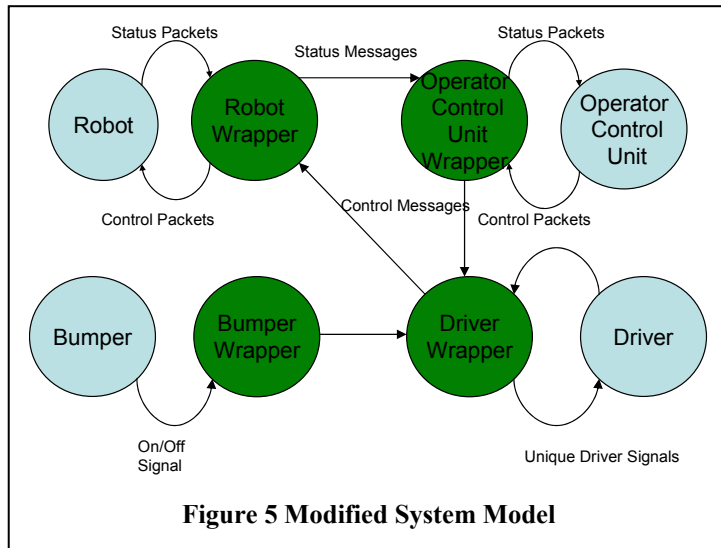 Status Packets
Status Messages
Status Packets
Robot
Robot
Wrapper
Operator
Control
Unit
Wrapper
Operator
Control
Unit
Control Packets
Control Messages
Control Packets
Bumper
Bumper
Wrapper
Driver
Wrapper
Driver
On/Off
Signal
Unique Driver Signals
Figure 5 Modified System Model